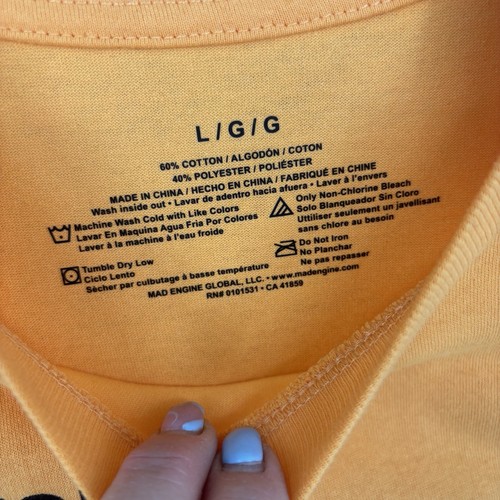 L / G / G
60% COTTON / ALGODÓN / COTON
40% POLYESTER / POLIÉSTER
MADE IN CHINA / HECHO EN CHINA / FABRIQUÉ EN CHINE
Wash inside out • Lavar de adentro hacia afuera • Laver à l'envers
Machine Wash Cold with Like Colors
Lavar En Maquina Agua Fria Por Colores
Laver à la machine à l'eau froide
Only Non-Chlorine Bleach
Solo Blanqueador Sin Cloro
Utiliser seulement un javellisant
sans chlore au besoin
Tumble Dry Low
Ciclo Lento
Sécher par culbutage à basse température
Do Not Iron
No Planchar
Ne pas repasser
MAD ENGINE GLOBAL, LLC. • www.madengine.com
RN# 0101531 • CA 41859